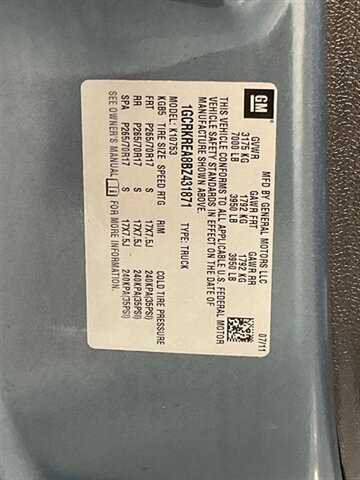 GM
MFD BY GENERAL MOTORS LLC
07/11
GVWR GAWR FRT GAWR RR
3175 KG 1792 KG 1792 KG
7000 LB 3950 LB 3950 LB
THIS VEHICLE CONFORMS TO ALL APPLICABLE U.S. FEDERAL MOTOR
VEHICLE SAFETY STANDARDS IN EFFECT ON THE DATE OF
MANUFACTURE SHOWN ABOVE.
1GCRKREA8BZ431871 TYPE: TRUCK
MODEL: K10753
KGB5 TIRE SIZE SPEED RTG RIM COLD TIRE PRESSURE
FRT P265/70R17 S 17X7.5J 240KPA(35PSI)
RR P265/70R17 S 17X7.5J 240KPA(35PSI)
SPA P265/70R17 S 17X7.5J 240KPA(35PSI)
SEE OWNER'S MANUAL FOR MORE INFORMATION.